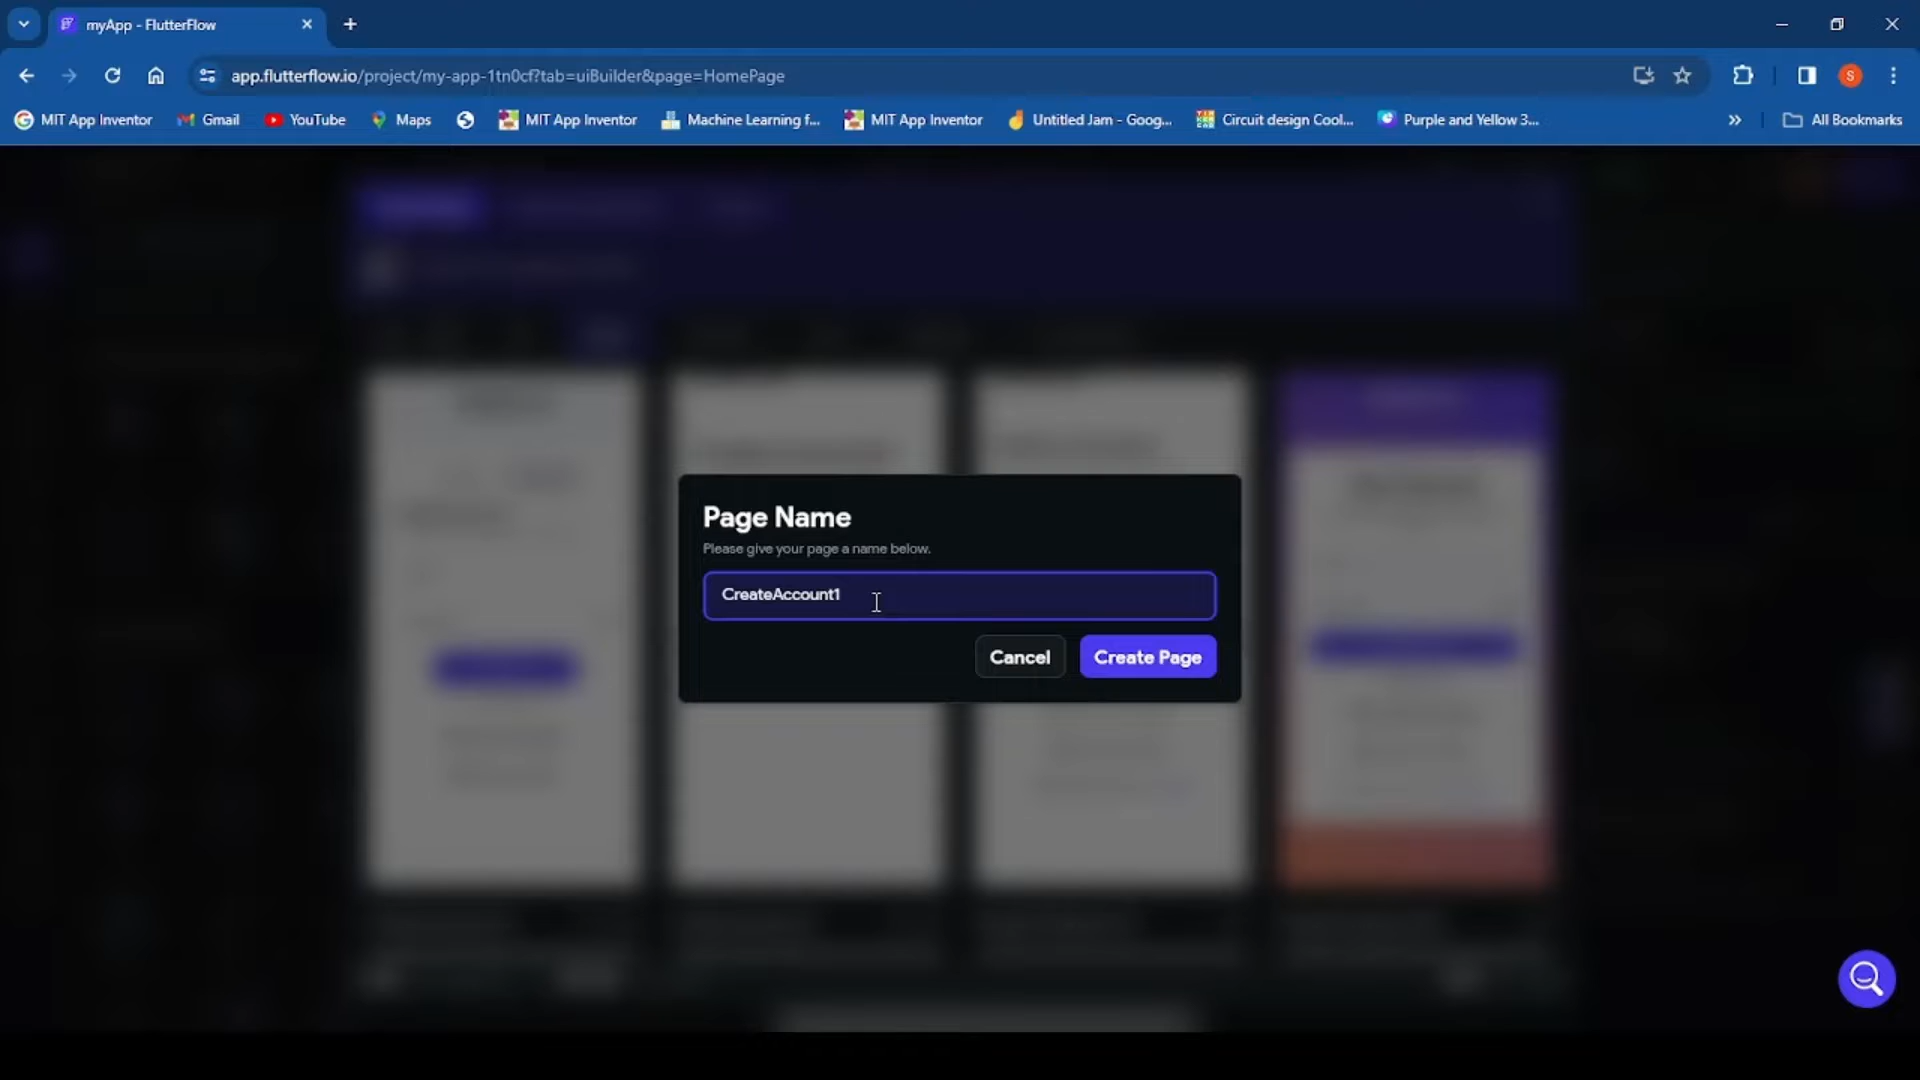 myApp - FlutterFlow
app.flutterflow.io/project/my-app-1tn0cf?tab=uiBuilder&page=HomePage
S
MIT App Inventor
Gmail
YouTube
Maps
MIT App Inventor
Machine Learning f...
MIT App Inventor
Untitled Jam - Goog...
Circuit design Cool...
Purple and Yellow 3...
All Bookmarks
Page Name
Please give your page a name below.
CreateAccount1
Cancel
Create Page